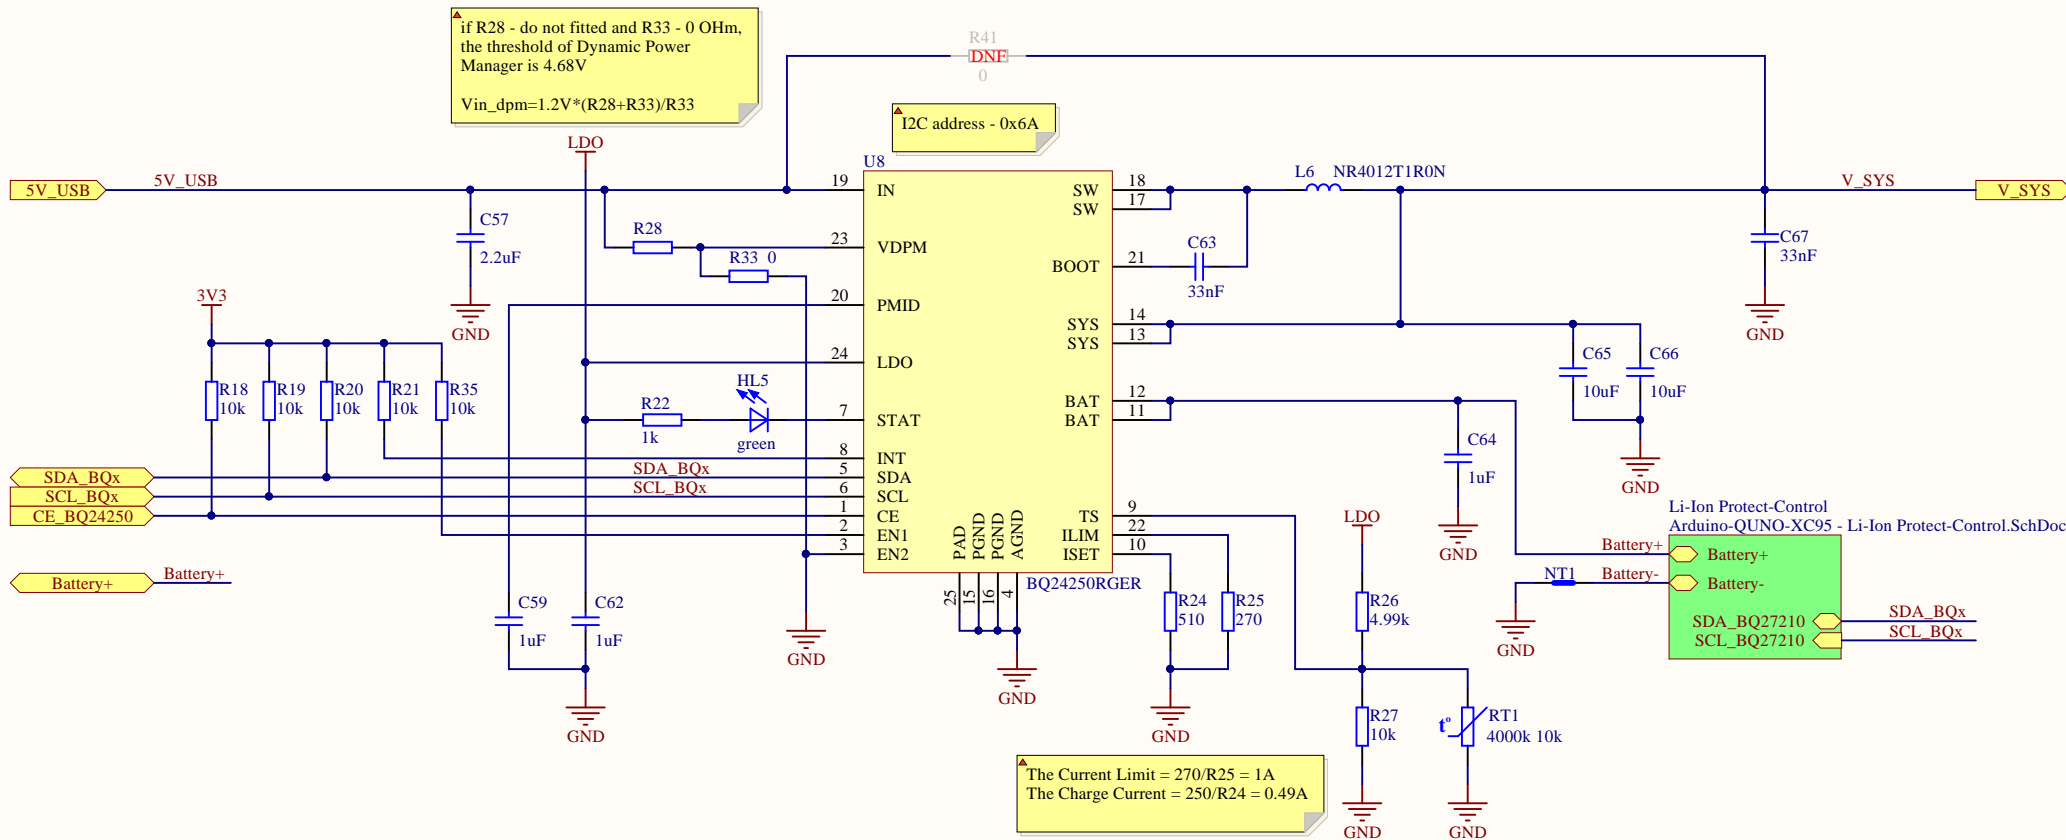 if R28 - do not fitted and R33 - 0 OHm,
the threshold of Dynamic Power
Manager is 4.68V
Vin_dpm=1.2V*(R28+R33)/R33
R41
DNF
0
I2C address - 0x6A
LDO
U8
5V_USB
5V_USB
19
IN
SW
18
SW
17
L6
NR4012T1R0N
V_SYS
V_SYS
C57
2.2uF
GND
R28
23
VDPM
R33
0
BOOT
21
C63
33nF
C67
33nF
GND
3V3
20
PMID
SYS
14
SYS
13
24
LDO
C65
10uF
C66
10uF
GND
R18
10k
R19
10k
R20
10k
R21
10k
R35
10k
HL5
green
R22
1k
7
STAT
BAT
12
BAT
11
C64
1uF
GND
8
INT
SDA_BQx
SDA_BQx
5
SDA
SCL_BQx
SCL_BQx
6
SCL
CE_BQ24250
1
CE
2
EN1
3
EN2
TS
9
ILIM
22
ISET
10
PAD
PGND
PGND
AGND
25
15
16
4
BQ24250RGER
GND
Battery+
Battery+
C59
1uF
C62
1uF
GND
GND
R24
510
R25
270
GND
LDO
R26
4.99k
R27
10k
GND
t°
RT1
4000k 10k
GND
Li-Ion Protect-Control
Arduino-QUNO-XC95 - Li-Ion Protect-Control.SchDoc
Battery+
Battery+
NT1
Battery-
Battery-
GND
SDA_BQ27210
SDA_BQx
SCL_BQ27210
SCL_BQx
The Current Limit = 270/R25 = 1A
The Charge Current = 250/R24 = 0.49A